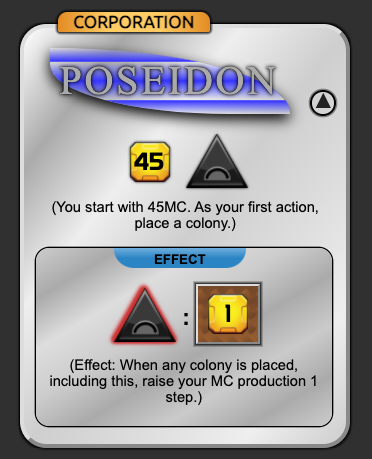 CORPORATION
POSEIDON
45
(You start with 45MC. As your first action,
place a colony.)
EFFECT
: 1
(Effect: When any colony is placed,
including this, raise your MC production 1
step.)